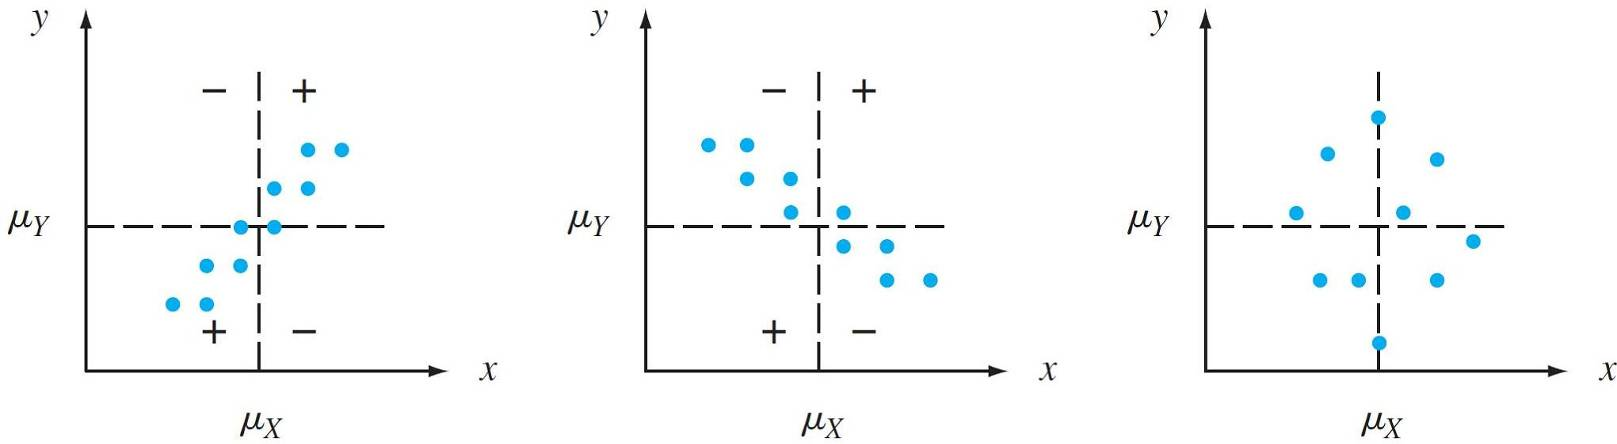 y y y
− + − +
μY μY μY
+ − + −
x x x
μX μX μX